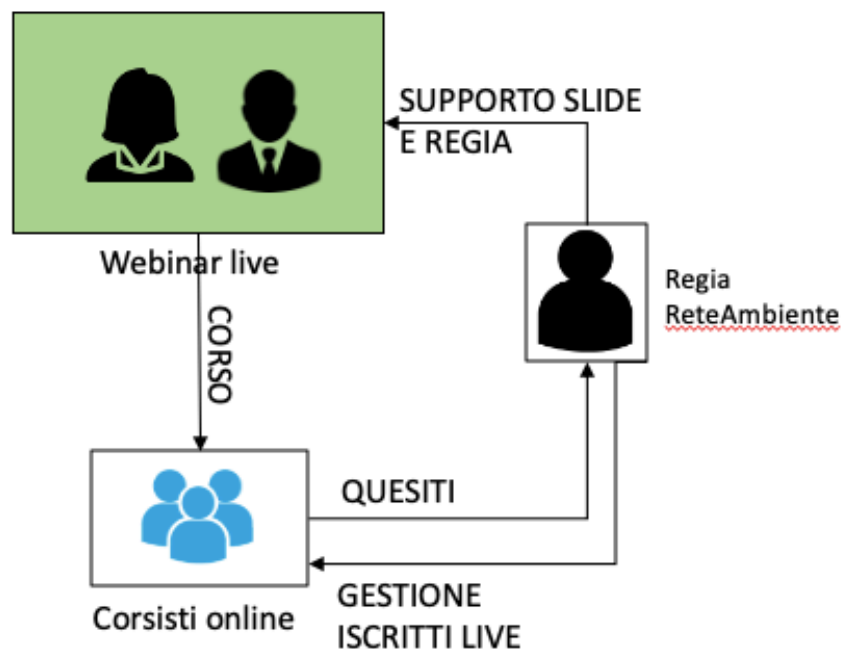 SUPPORTO SLIDE
E REGIA
Webinar live
Regia
ReteAmbiente
CORSO
QUESITI
Corsisti online
GESTIONE
ISCRITTI LIVE